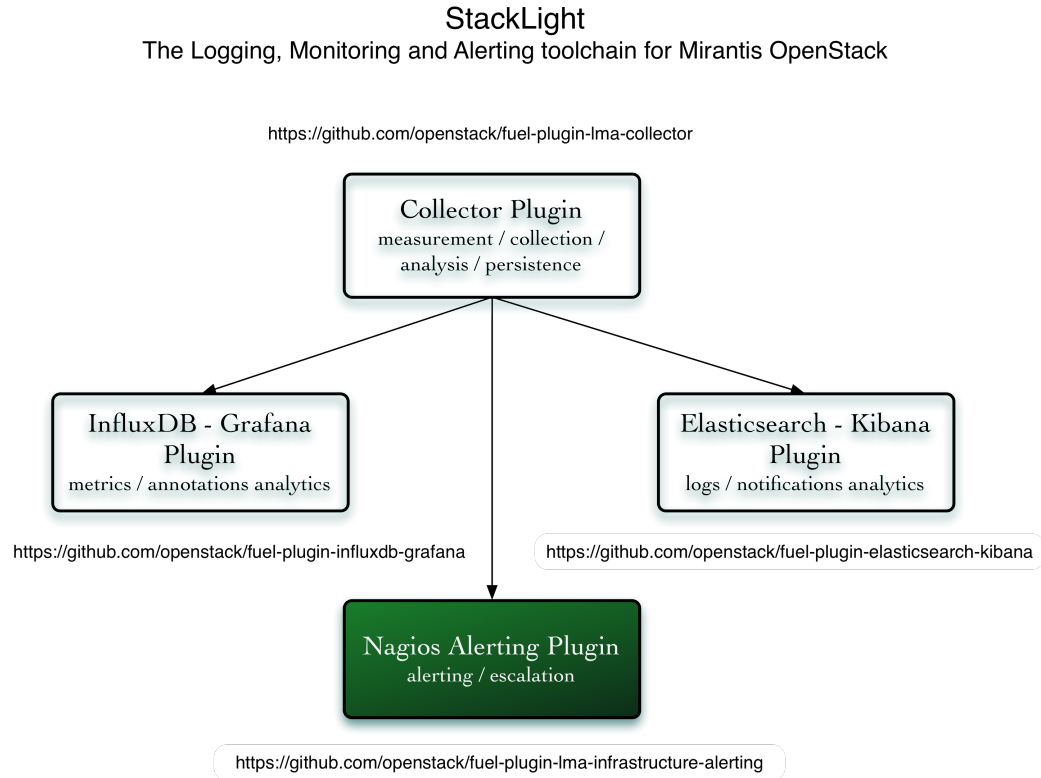 StackLight
The Logging, Monitoring and Alerting toolchain for Mirantis OpenStack
https://github.com/openstack/fuel-plugin-lma-collector
Collector Plugin
measurement / collection /
analysis / persistence
InfluxDB - Grafana
Plugin
metrics / annotations analytics
Elasticsearch - Kibana
Plugin
logs / notifications analytics
https://github.com/openstack/fuel-plugin-influxdb-grafana
https://github.com/openstack/fuel-plugin-elasticsearch-kibana
Nagios Alerting Plugin
alerting / escalation
https://github.com/openstack/fuel-plugin-lma-infrastructure-alerting